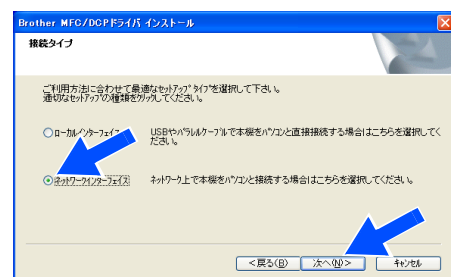 Brother MFC/DCPドライバ インストール
接続タイプ
ご利用方法に合わせて最適なセットアップ タイプを選択して下さい。
適切なセットアップの種類をクリックしてください。
ローカルインターフェイス
USBやパラレルケーブルで本機をパソコンと直接接続する場合はこちらを選択してく
ださい。
ネットワークインターフェイス
ネットワーク上で本機をパソコンと接続する場合はこちらを選択してください。
<戻る(B)
次へ(N)>
キャンセル